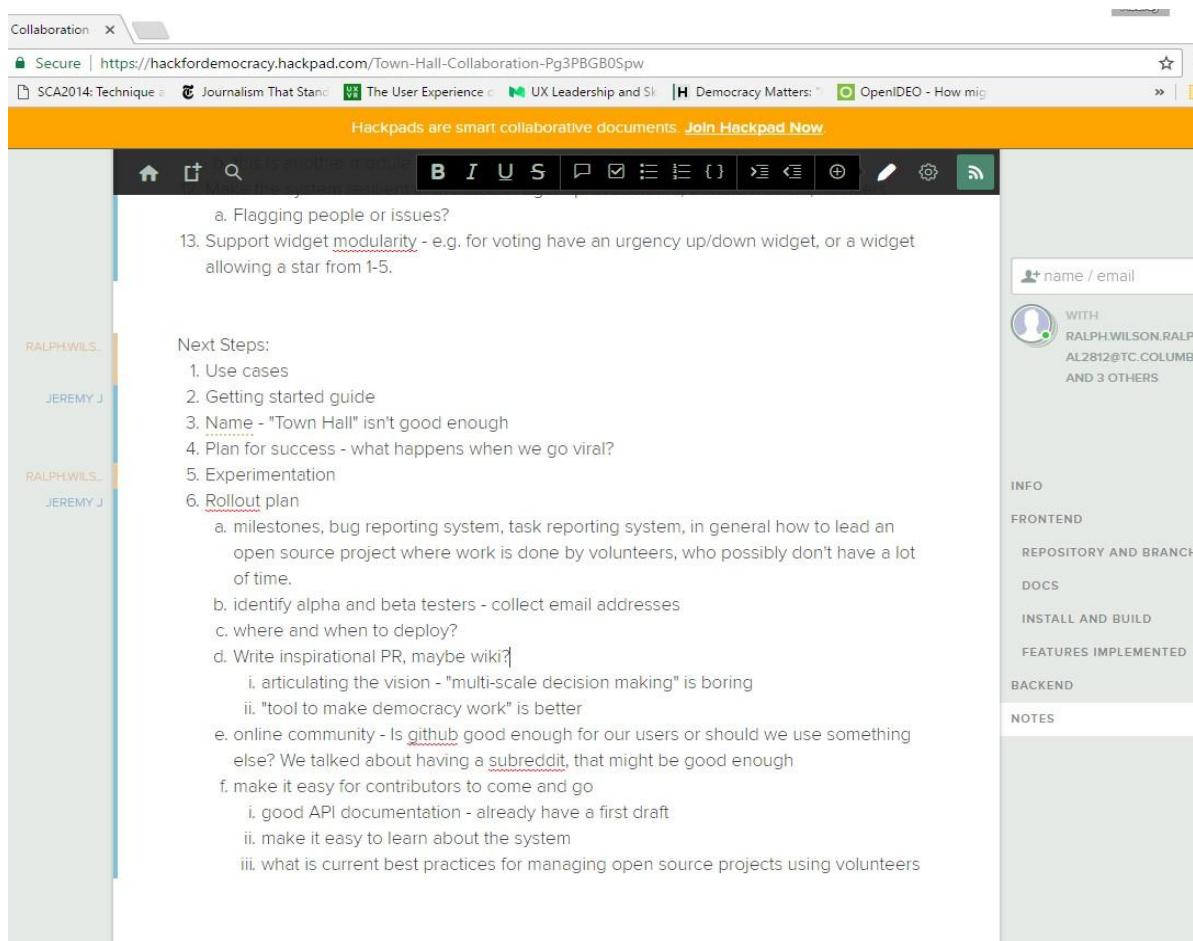 Collaboration
Secure | https://hackfordemocracy.hackpad.com/Town-Hall-Collaboration-Pg3PBGB0Spw
SCA2014: Technique a Journalism That Stand The User Experience o UX Leadership and Sk Democracy Matters: " OpenIDEO - How mig »
Hackpads are smart collaborative documents. Join Hackpad Now.
B I U S
a. Flagging people or issues?
13. Support widget modularity - e.g. for voting have an urgency up/down widget, or a widget
allowing a star from 1-5.
name / email
WITH
RALPH.WILSON.RALP
AL2812@TC.COLUMB
AND 3 OTHERS
RALPH.WILS..
Next Steps:
1. Use cases
JEREMY J
2. Getting started guide
3. Name - "Town Hall" isn't good enough
4. Plan for success - what happens when we go viral?
RALPH.WILS..
5. Experimentation
JEREMY J
6. Rollout plan
a. milestones, bug reporting system, task reporting system, in general how to lead an
open source project where work is done by volunteers, who possibly don't have a lot
of time.
b. identify alpha and beta testers - collect email addresses
c. where and when to deploy?
d. Write inspirational PR, maybe wiki?
i. articulating the vision - "multi-scale decision making" is boring
ii. "tool to make democracy work" is better
e. online community - Is github good enough for our users or should we use something
else? We talked about having a subreddit, that might be good enough
f. make it easy for contributors to come and go
i. good API documentation - already have a first draft
ii. make it easy to learn about the system
iii. what is current best practices for managing open source projects using volunteers
INFO
FRONTEND
REPOSITORY AND BRANCH
DOCS
INSTALL AND BUILD
FEATURES IMPLEMENTED
BACKEND
NOTES